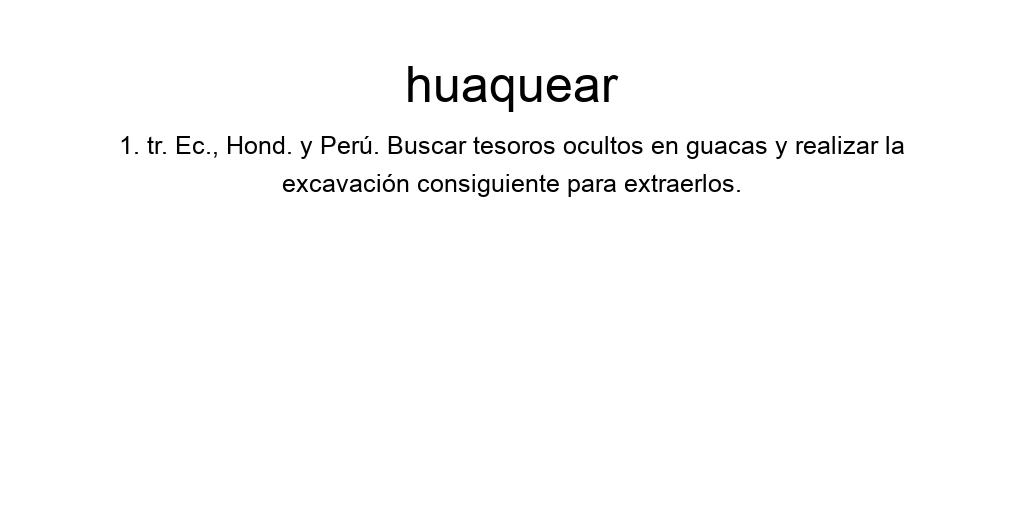 huaquear
1. tr. Ec., Hond. y Perú. Buscar tesoros ocultos en guacas y realizar la
excavación consiguiente para extraerlos.